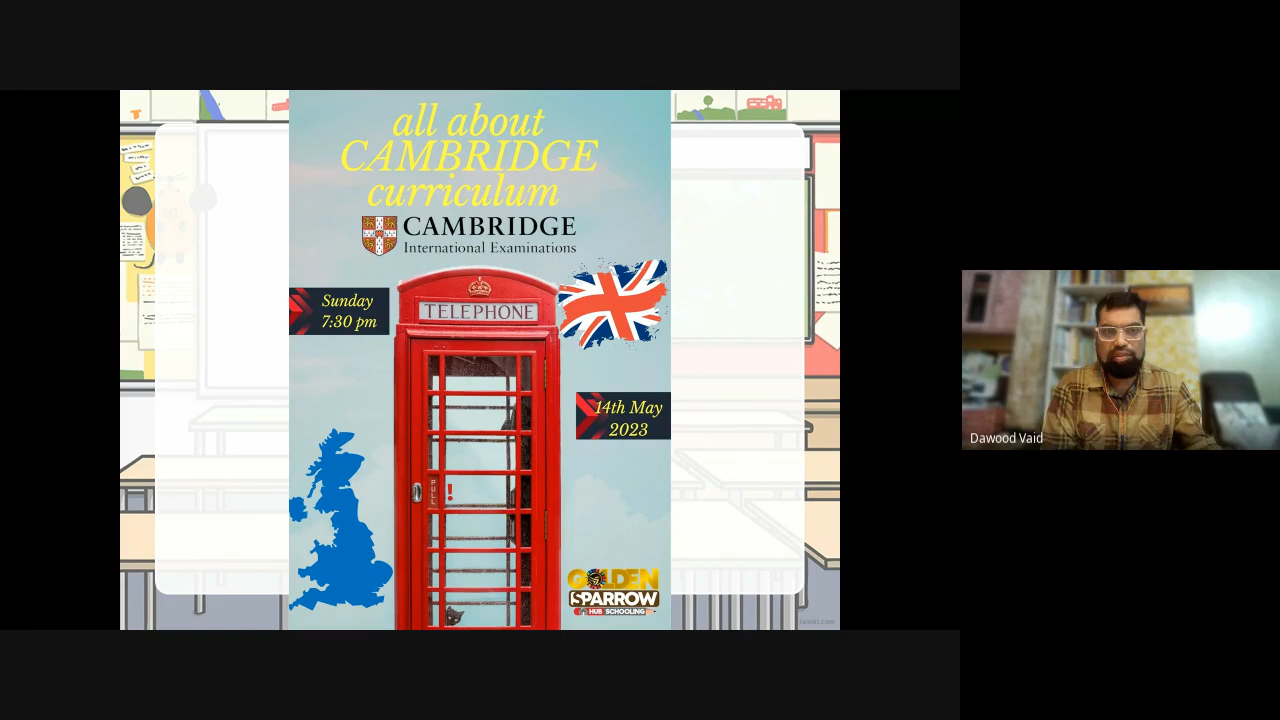 all about
CAMBRIDGE
curriculum
CAMBRIDGE
International Examinations
TELEPHONE
Sunday
7:30 pm
14th May
2023
PULL
GOLDEN
SPARROW
HUB SCHOOLING
Dawood Vaid